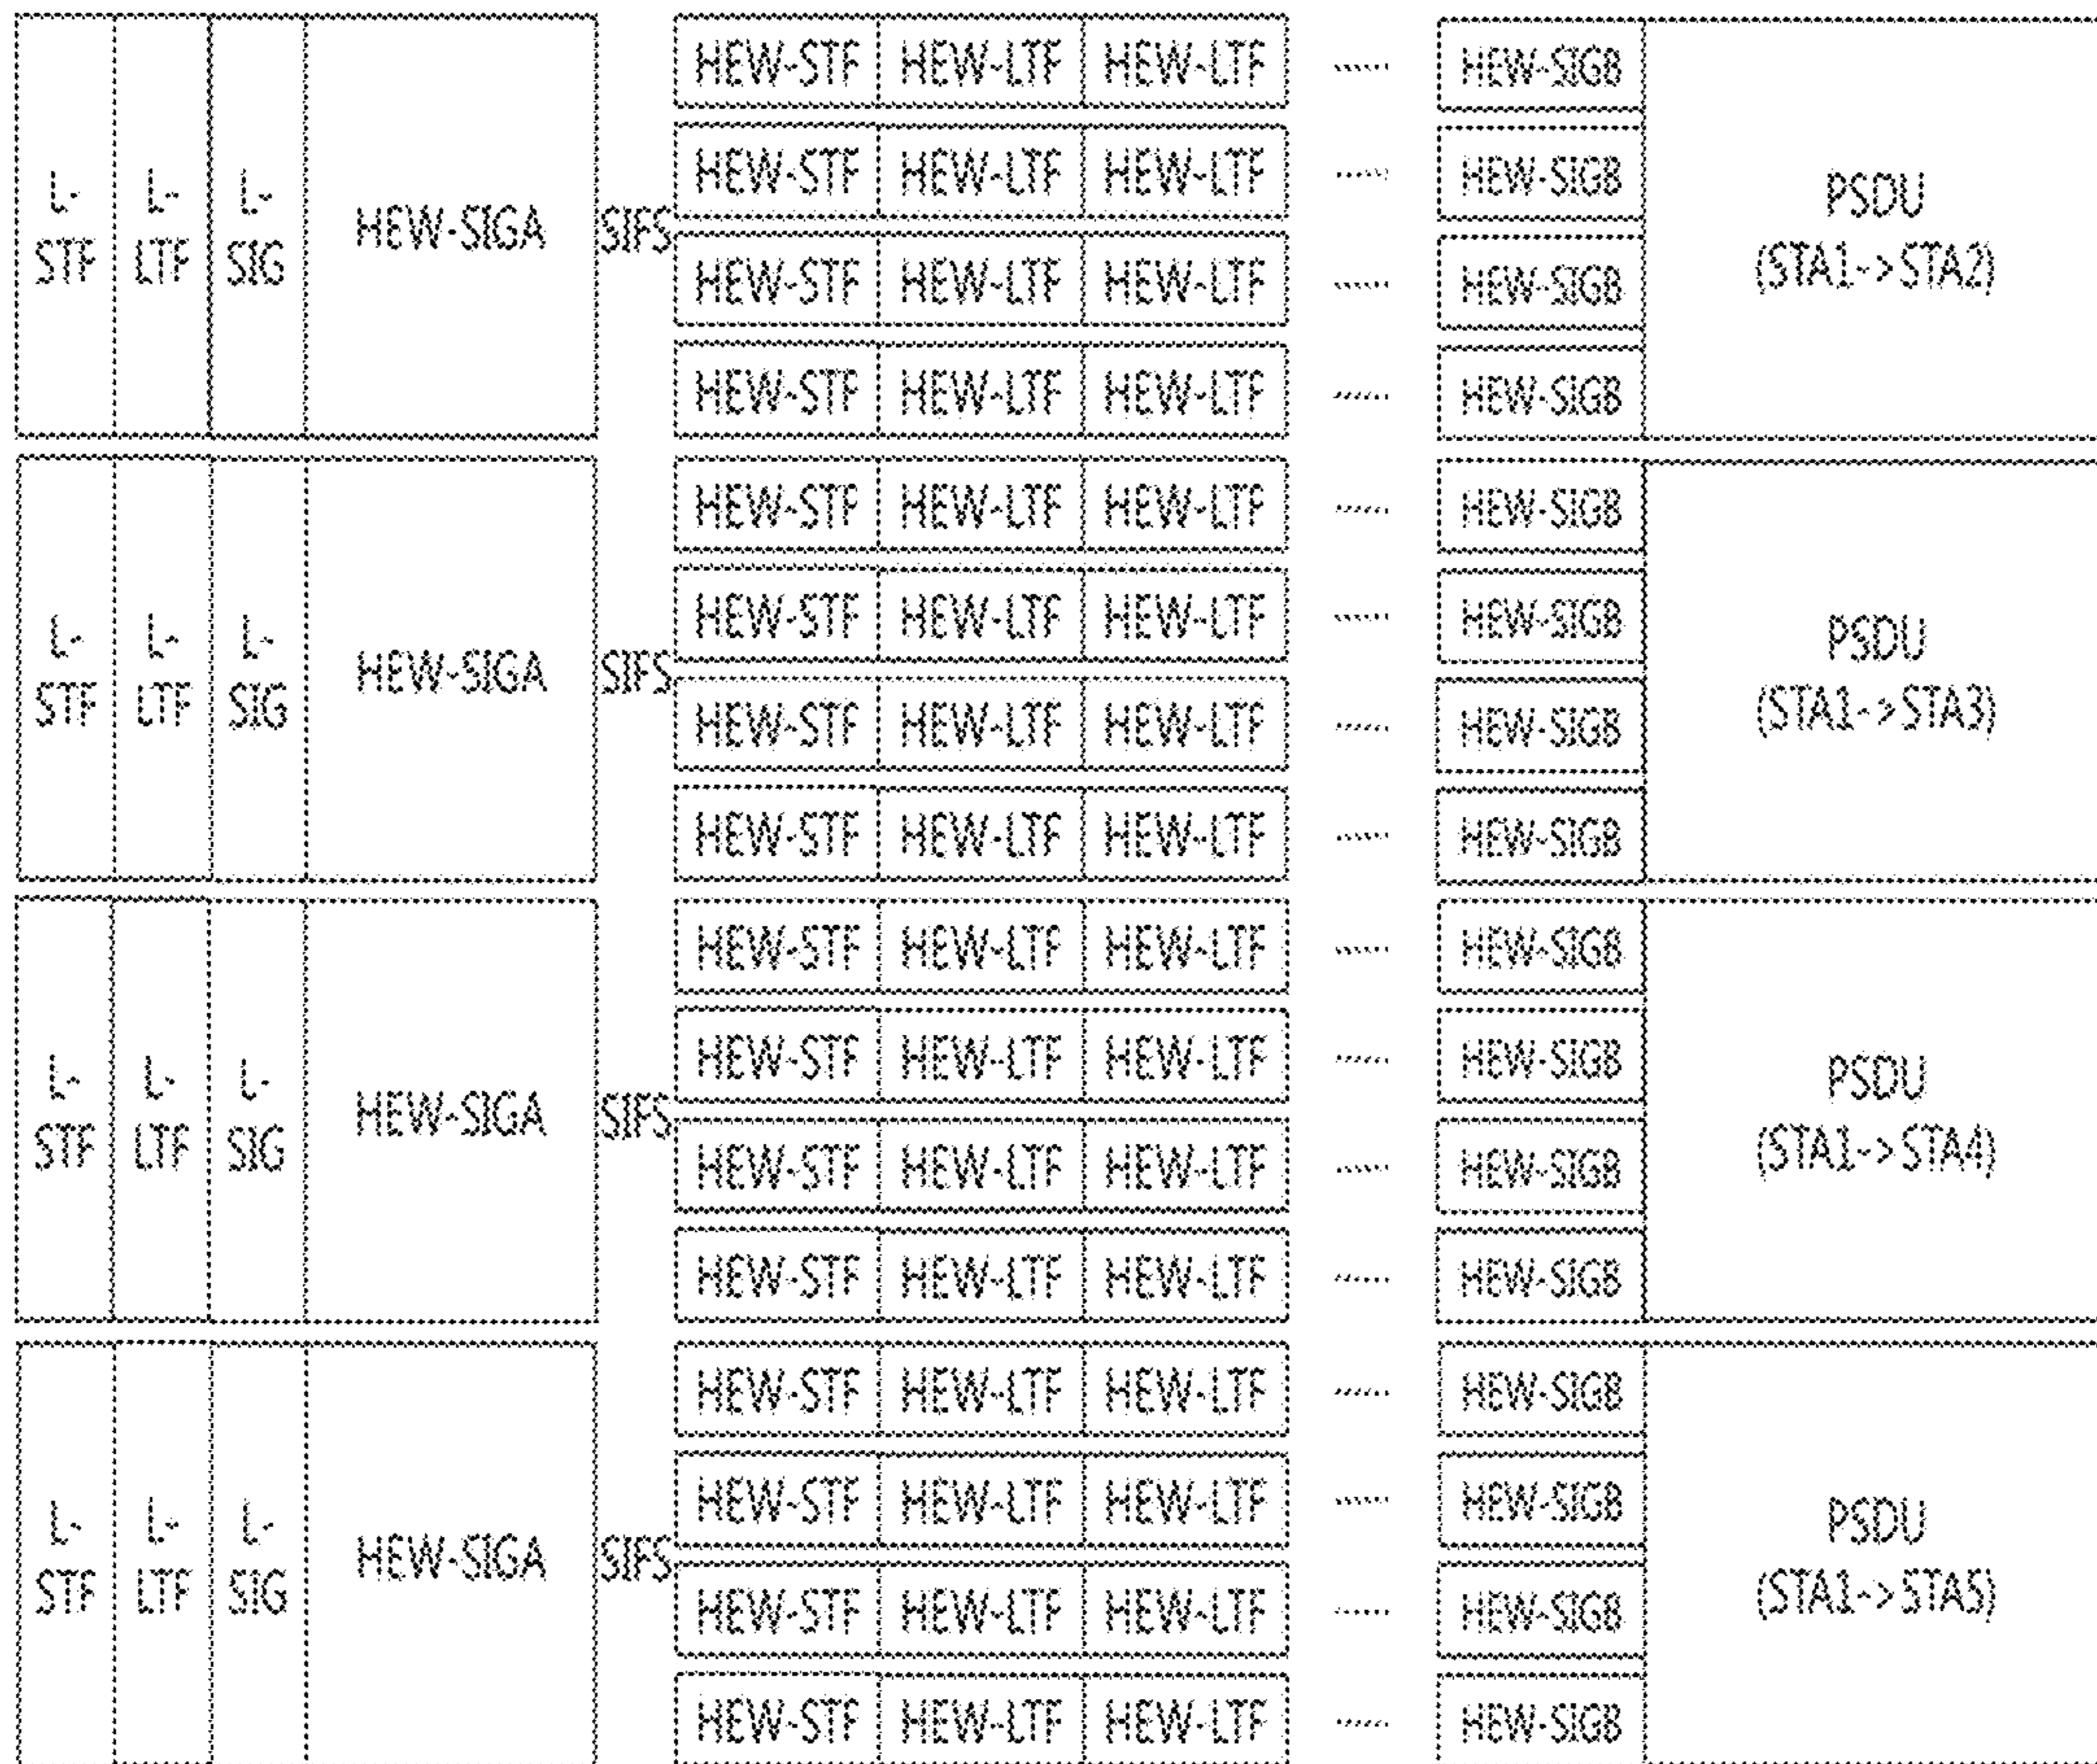 HEW-STF HEW-LTF HEW-LTF ...... HEW-SIGB
HEW-STF HEW-LTF HEW-LTF ...... HEW-SIGB
L-STF L-LTF L-SIG HEW-SIGA SIFS PSDU (STA1->STA2)
HEW-STF HEW-LTF HEW-LTF ...... HEW-SIGB
HEW-STF HEW-LTF HEW-LTF ...... HEW-SIGB
HEW-STF HEW-LTF HEW-LTF ...... HEW-SIGB
HEW-STF HEW-LTF HEW-LTF ...... HEW-SIGB
L-STF L-LTF L-SIG HEW-SIGA SIFS PSDU (STA1->STA3)
HEW-STF HEW-LTF HEW-LTF ...... HEW-SIGB
HEW-STF HEW-LTF HEW-LTF ...... HEW-SIGB
HEW-STF HEW-LTF HEW-LTF ...... HEW-SIGB
HEW-STF HEW-LTF HEW-LTF ...... HEW-SIGB
L-STF L-LTF L-SIG HEW-SIGA SIFS PSDU (STA1->STA4)
HEW-STF HEW-LTF HEW-LTF ...... HEW-SIGB
HEW-STF HEW-LTF HEW-LTF ...... HEW-SIGB
HEW-STF HEW-LTF HEW-LTF ...... HEW-SIGB
HEW-STF HEW-LTF HEW-LTF ...... HEW-SIGB
L-STF L-LTF L-SIG HEW-SIGA SIFS PSDU (STA1->STA5)
HEW-STF HEW-LTF HEW-LTF ...... HEW-SIGB
HEW-STF HEW-LTF HEW-LTF ...... HEW-SIGB